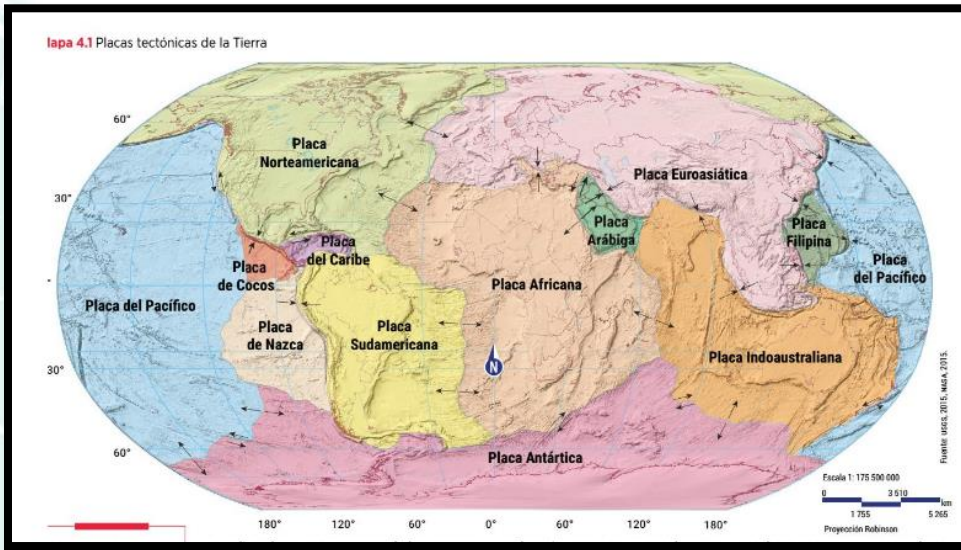 lapa 4.1 Placas tectónicas de la Tierra
60°
30°
30°
60°
Placa
Norteamericana
Placa Euroasiática
Placa
Arábiga
Placa
Filipina
Placa
del Caribe
Placa
de Cocos
Placa
del Pacífico
Placa del Pacífico
Placa Africana
Placa
de Nazca
Placa
Sudamericana
Placa Indoaustraliana
N
Placa Antártica
180°
120°
60°
0°
60°
120°
180°
Escala 1: 175 500 000
0 3 510
km
1 755 5 265
Proyección Robinson
Fuente: USGS, 2015, NASA, 2015.